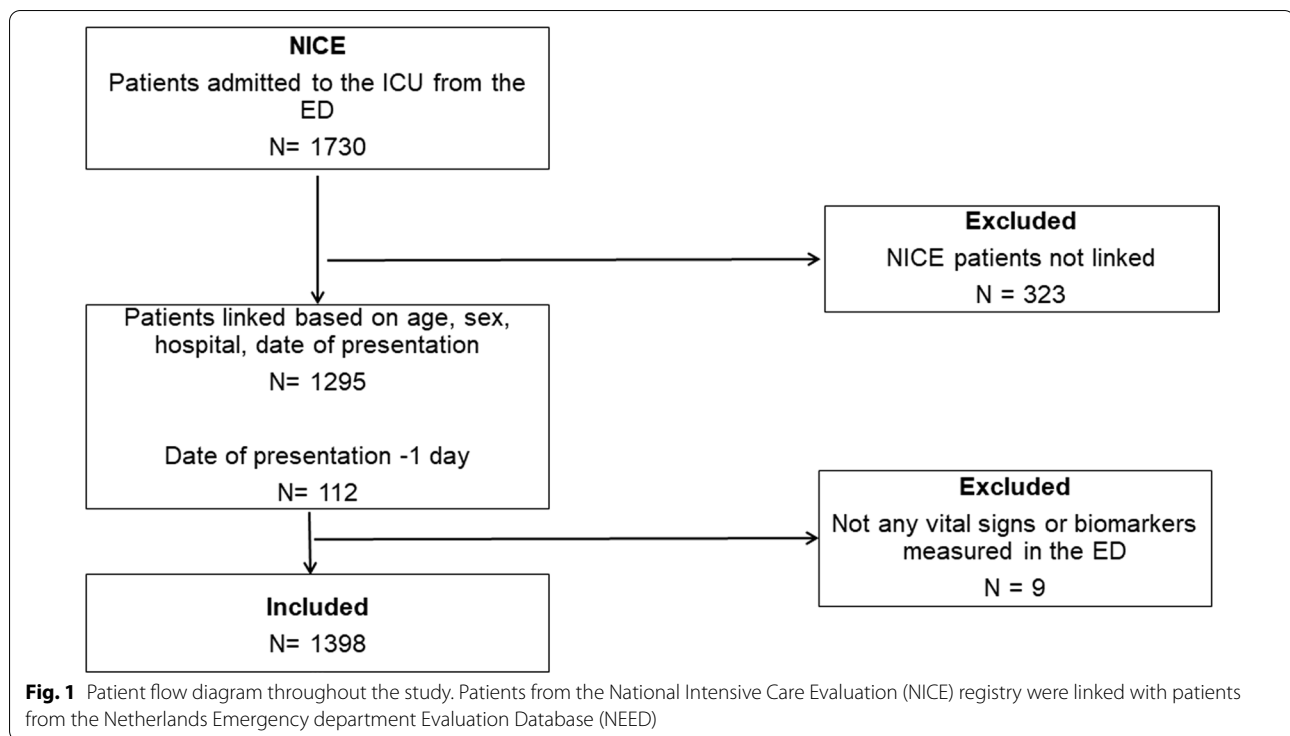 NICE
Patients admitted to the ICU from the
ED
N= 1730
Excluded
NICE patients not linked
N = 323
Patients linked based on age, sex,
hospital, date of presentation
N= 1295
Date of presentation -1 day
N= 112
Excluded
Not any vital signs or biomarkers
measured in the ED
N = 9
Included
N= 1398
Fig. 1 Patient flow diagram throughout the study. Patients from the National Intensive Care Evaluation (NICE) registry were linked with patients
from the Netherlands Emergency department Evaluation Database (NEED)